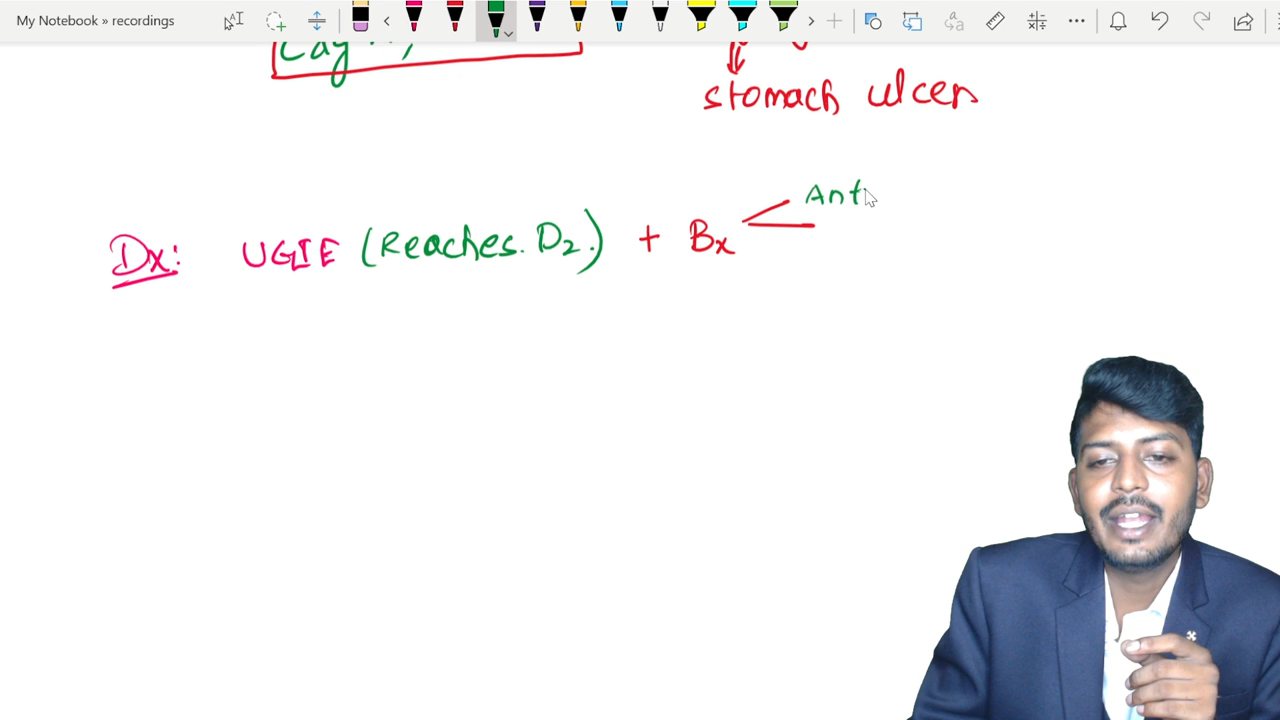 My Notebook » recordings
stomach ulcer
Dx: UGIE (Reaches. D2.) + Bx
Ant